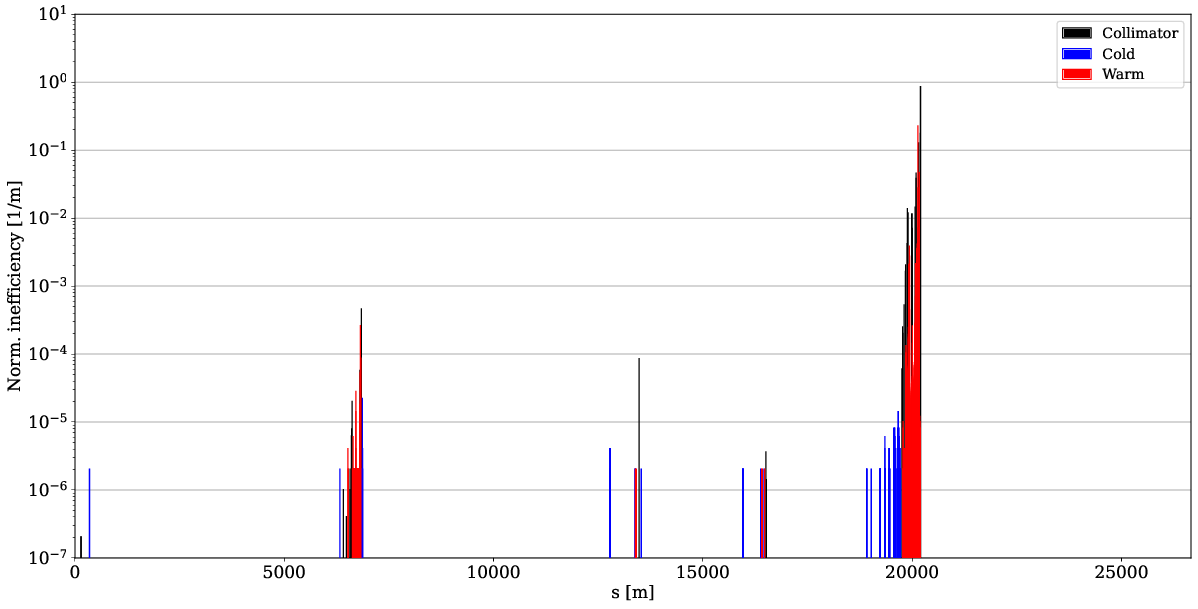 10¹
10⁰
10⁻¹
10⁻²
10⁻³
10⁻⁴
10⁻⁵
10⁻⁶
10⁻⁷
Norm. inefficiency [1/m]
Collimator
Cold
Warm
0 5000 10000 15000 20000 25000
s [m]